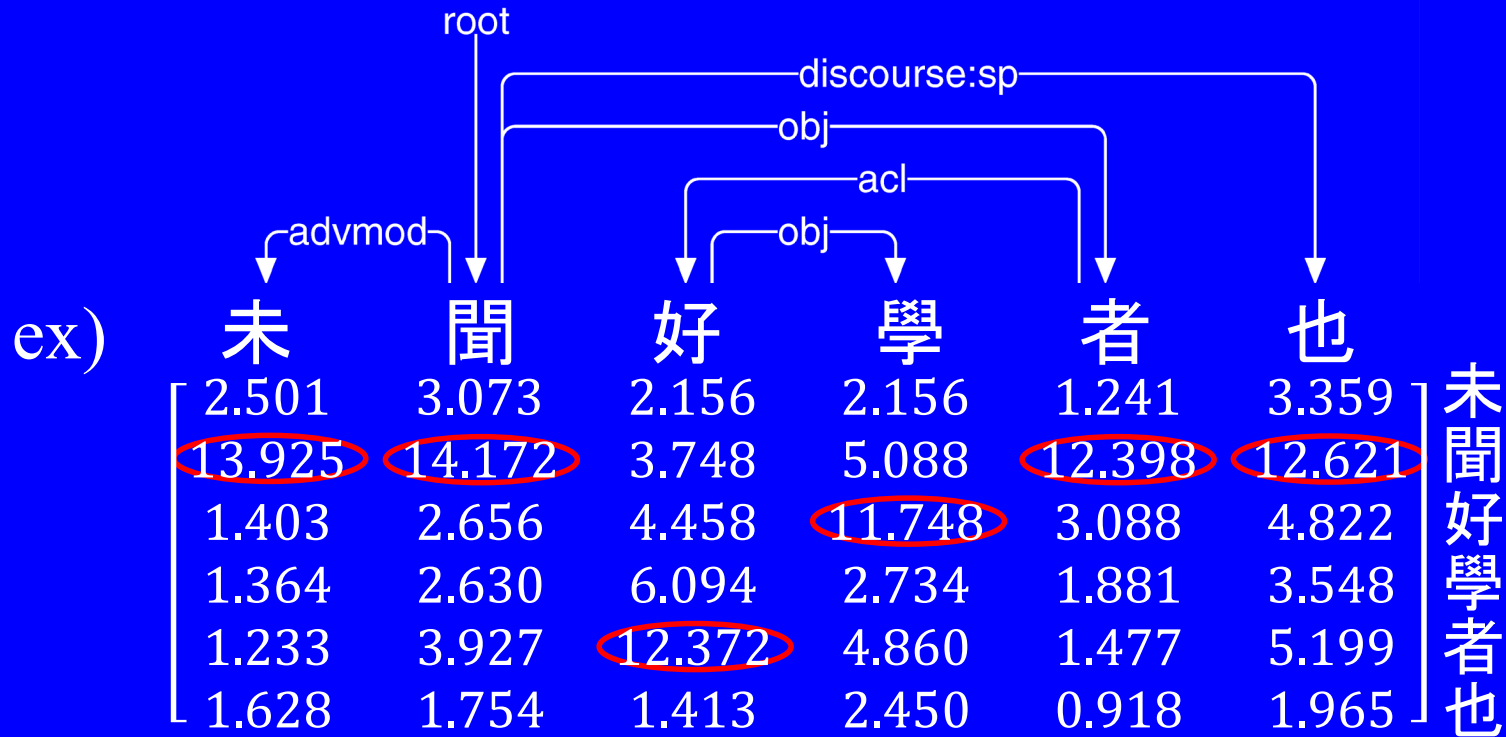 root
discourse:sp
obj
acl
advmod obj
ex) 未 聞 好 學 者 也
2.501 3.073 2.156 2.156 1.241 3.359 未
13.925 14.172 3.748 5.088 12.398 12.621 聞
1.403 2.656 4.458 11.748 3.088 4.822 好
1.364 2.630 6.094 2.734 1.881 3.548 學
1.233 3.927 12.372 4.860 1.477 5.199 者
1.628 1.754 1.413 2.450 0.918 1.965 也